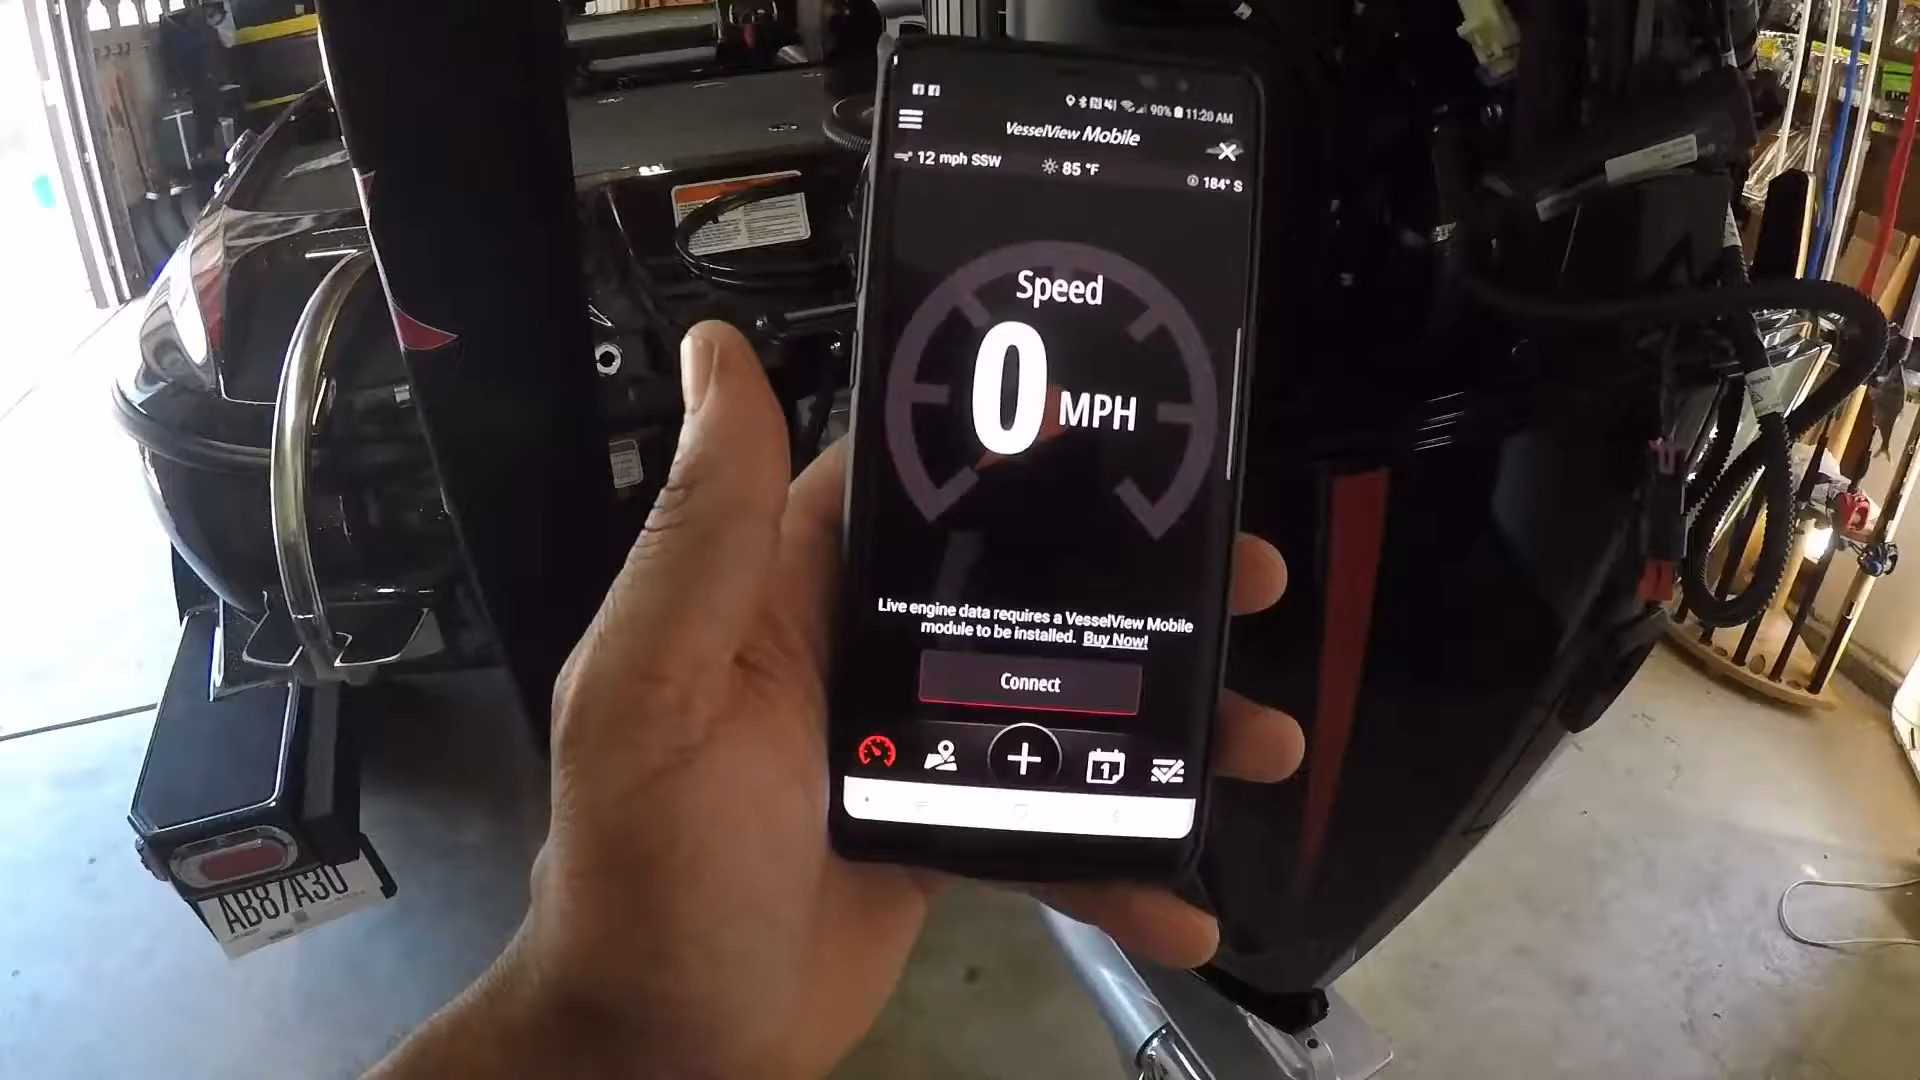 90% 11:20 AM
VesselView Mobile
12 mph SSW
85 °F
184° S
Speed
0 MPH
Live engine data requires a VesselView Mobile
module to be installed. Buy Now!
Connect
1
AB87A30